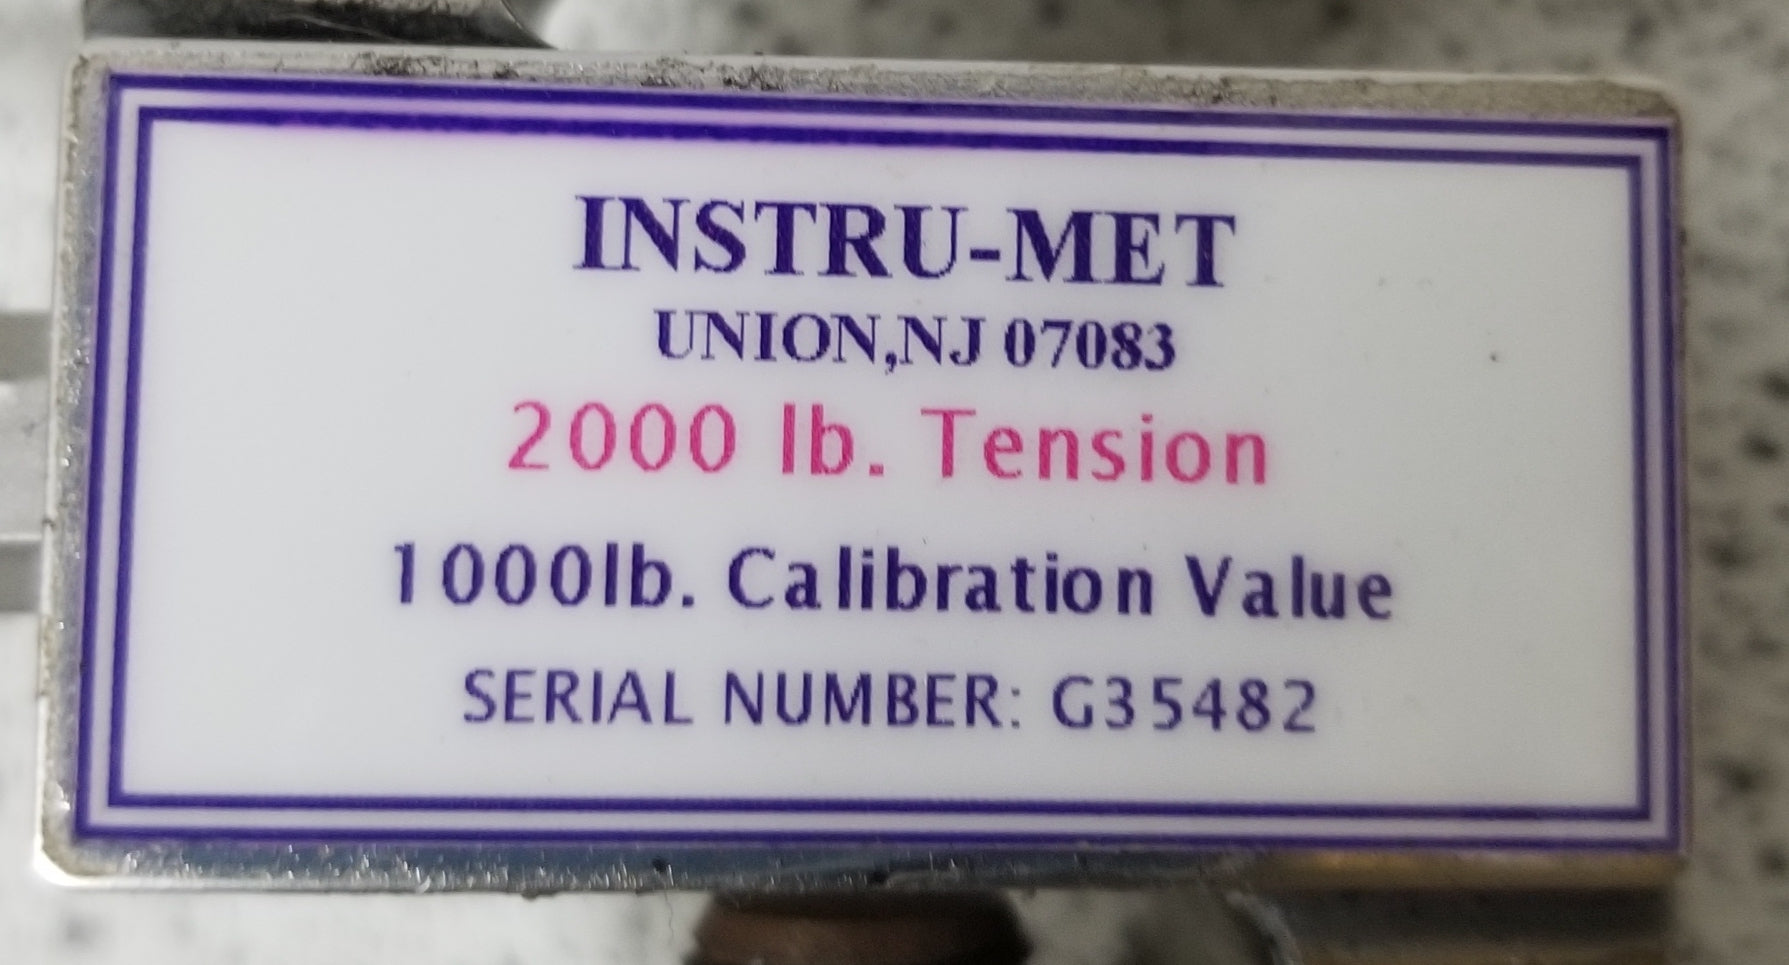 INSTRU-MET
UNION,NJ 07083
2000 lb. Tension
1000lb. Calibration Value
SERIAL NUMBER: G35482